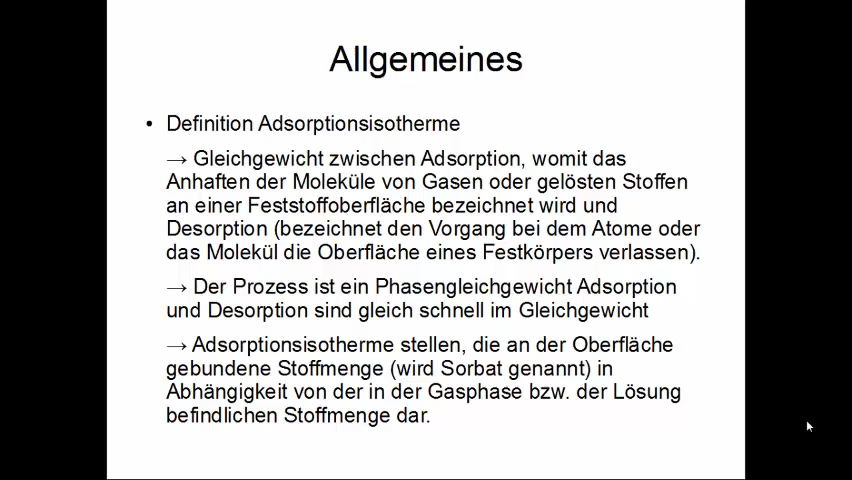 Allgemeines
• Definition Adsorptionsisotherme
→ Gleichgewicht zwischen Adsorption, womit das
Anhaften der Moleküle von Gasen oder gelösten Stoffen
an einer Feststoffoberfläche bezeichnet wird und
Desorption (bezeichnet den Vorgang bei dem Atome oder
das Molekül die Oberfläche eines Festkörpers verlassen).
→ Der Prozess ist ein Phasengleichgewicht Adsorption
und Desorption sind gleich schnell im Gleichgewicht
→ Adsorptionsisotherme stellen, die an der Oberfläche
gebundene Stoffmenge (wird Sorbat genannt) in
Abhängigkeit von der in der Gasphase bzw. der Lösung
befindlichen Stoffmenge dar.